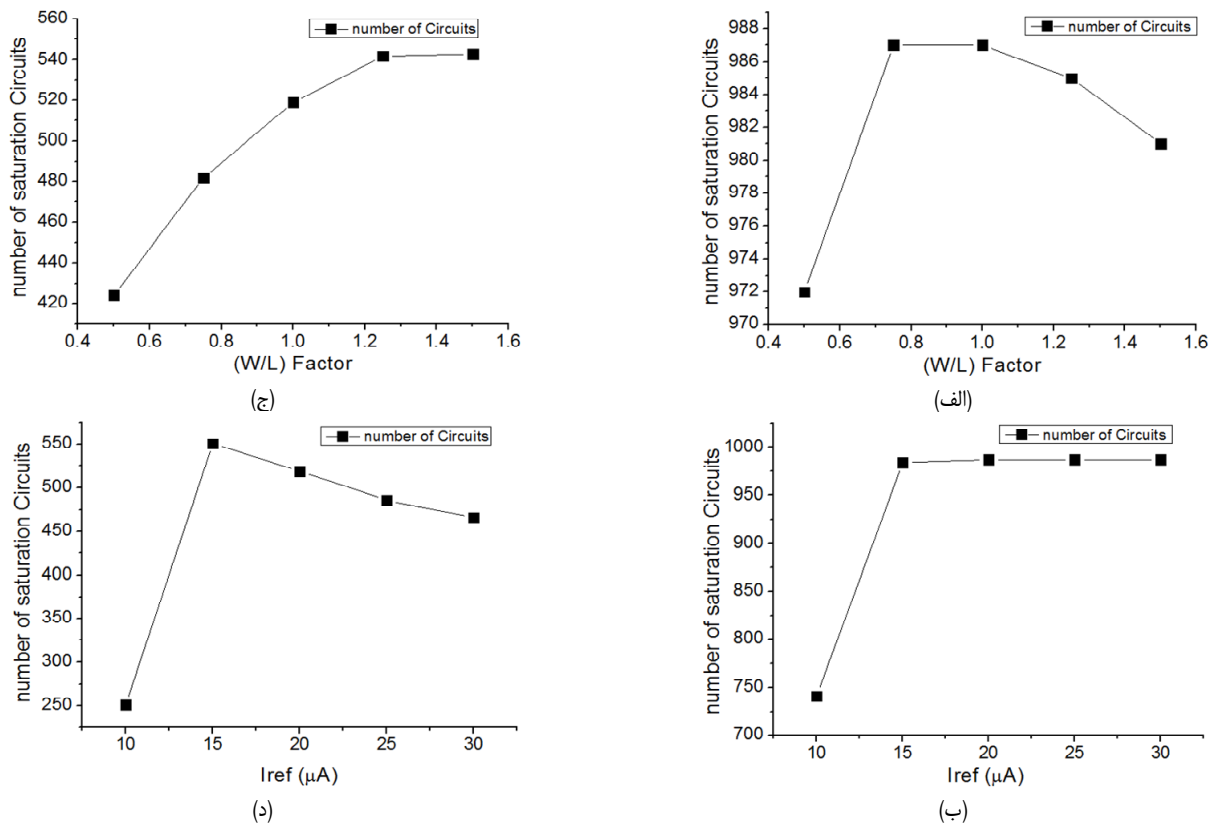 number of Circuits
number of saturation Circuits
560
540
520
500
480
460
440
420
0.4 0.6 0.8 1.0 1.2 1.4 1.6
(W/L) Factor
(ج)
number of Circuits
number of saturation Circuits
988
986
984
982
980
978
976
974
972
970
0.4 0.6 0.8 1.0 1.2 1.4 1.6
(W/L) Factor
(الف)
number of Circuits
number of saturation Circuits
550
500
450
400
350
300
250
10 15 20 25 30
Iref (μA)
(د)
number of Circuits
number of saturation Circuits
1000
950
900
850
800
750
700
10 15 20 25 30
Iref (μA)
(ب)